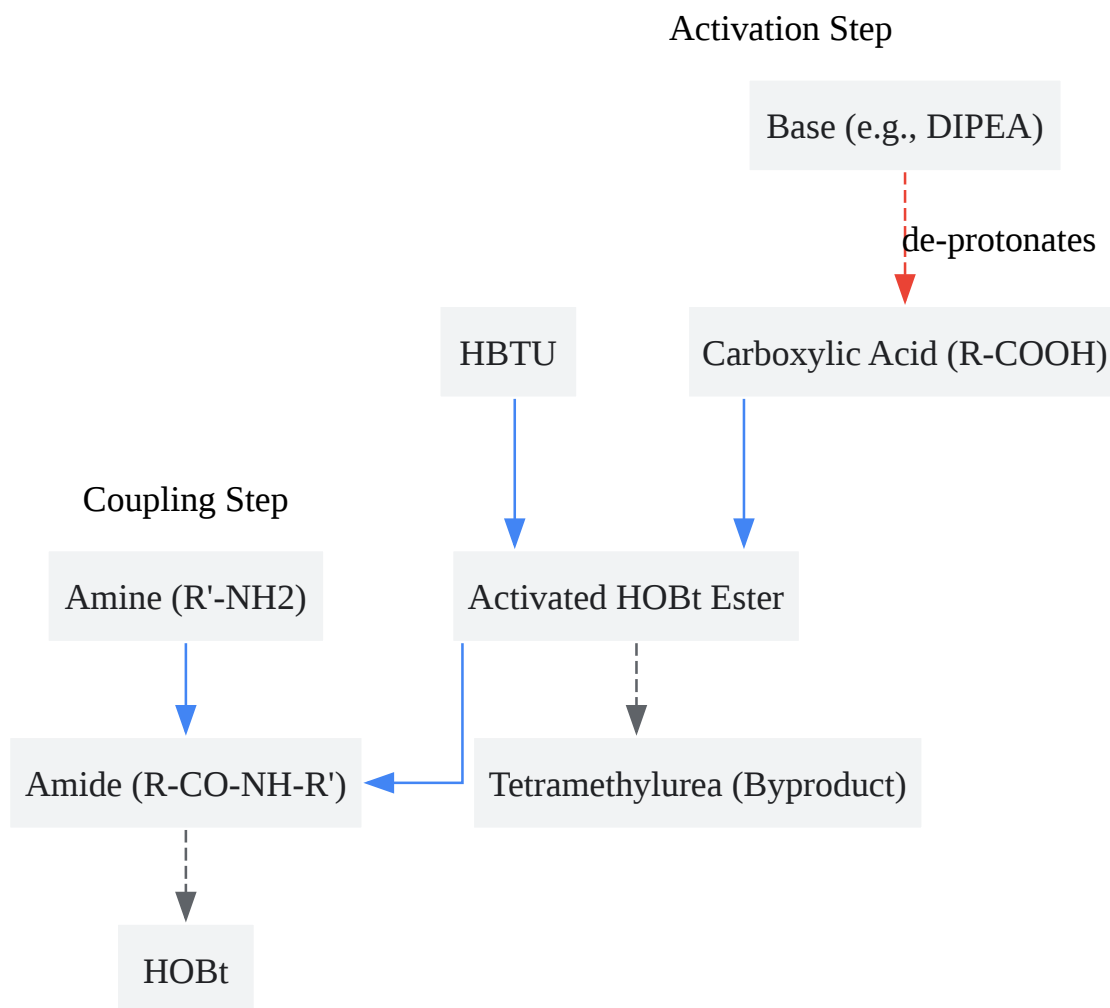 Activation Step
Base (e.g., DIPEA)
de-protonates
HBTU
Carboxylic Acid (R-COOH)
Coupling Step
Amine (R'-NH2)
Activated HOBt Ester
Amide (R-CO-NH-R')
Tetramethylurea (Byproduct)
HOBt